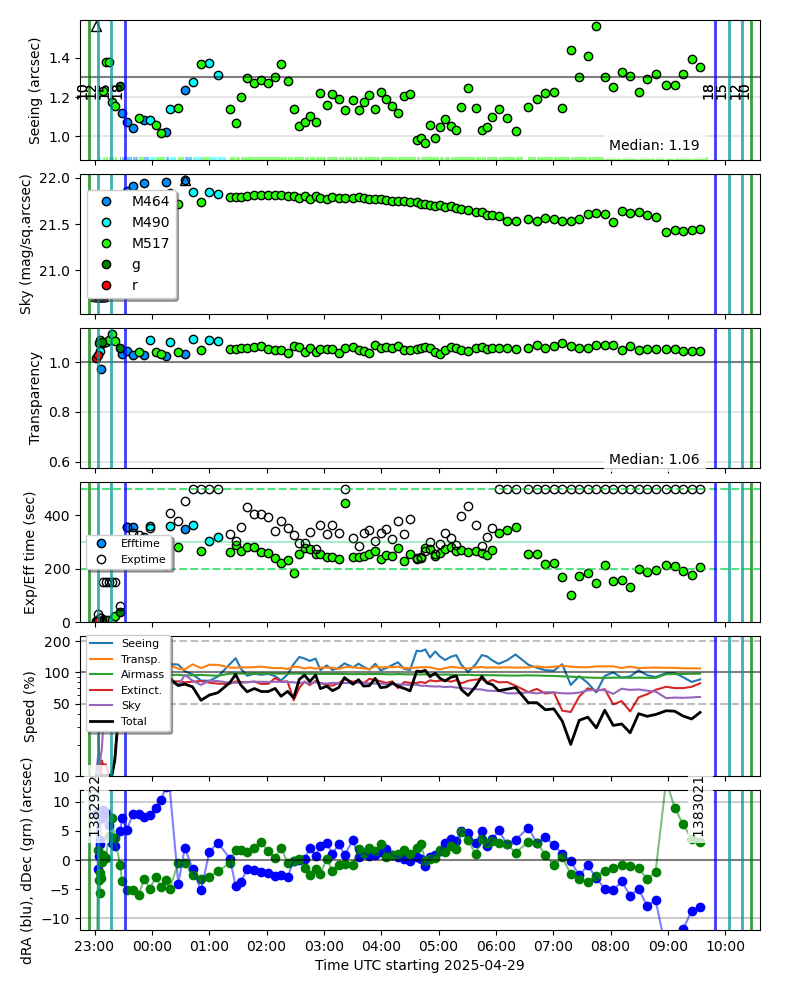 Seeing (arcsec)
1.4
1.2
1.0
10
12
15
18
18
15
12
10
Median: 1.19
Sky (mag/sq.arcsec)
22.0
21.5
21.0
M464
M490
M517
g
r
Transparency
1.0
0.8
0.6
Median: 1.06
Exp/Eff time (sec)
400
200
0
Efftime
Exptime
Speed (%)
200
100
50
10
Seeing
Transp.
Airmass
Extinct.
Sky
Total
dRA (blu), dDec (grn) (arcsec)
10
5
0
−5
−10
1382922
1383021
23:00 00:00 01:00 02:00 03:00 04:00 05:00 06:00 07:00 08:00 09:00 10:00
Time UTC starting 2025-04-29